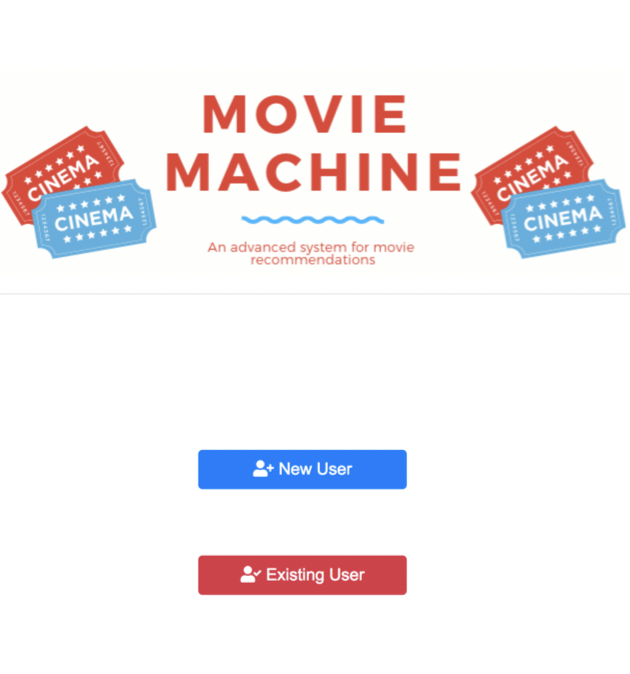 MOVIE
MACHINE
CINEMA
CINEMA
CINEMA
CINEMA
An advanced system for movie
recommendations
New User
Existing User